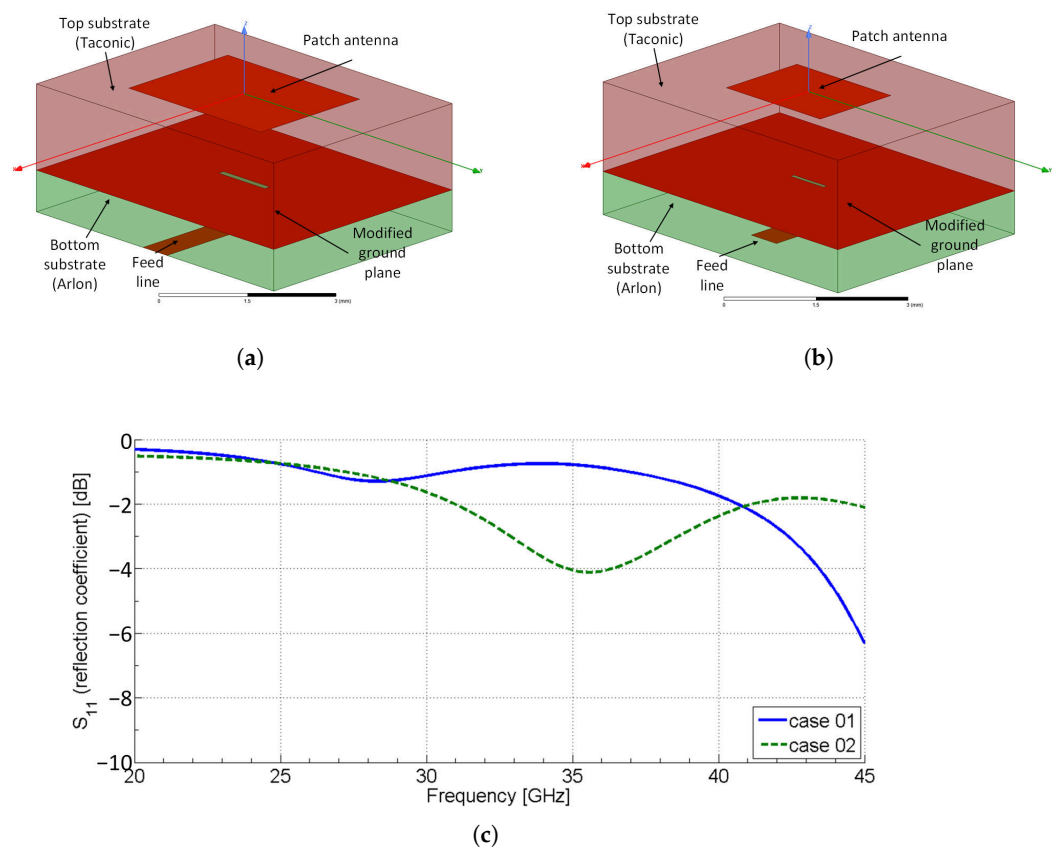 Top substrate
(Taconic)
Patch antenna
Z
X
Y
Bottom
substrate
(Arlon)
Feed
line
Modified
ground
plane
0
1.5
3 (mm)
(a)
Top substrate
(Taconic)
Patch antenna
Z
X
Y
Bottom
substrate
(Arlon)
Feed
line
Modified
ground
plane
0
1.5
3 (mm)
(b)
S11 (reflection coefficient) [dB]
0
−2
−4
−6
−8
−10
20
25
30
35
40
45
Frequency [GHz]
case 01
case 02
(c)